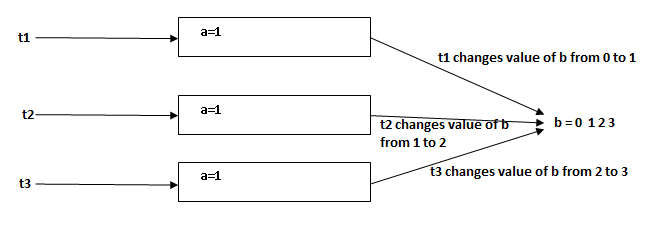 t1
a=1
t1 changes value of b from 0 to 1
t2
a=1
t2 changes value of b
from 1 to 2
b = 0 1 2 3
t3
a=1
t3 changes value of b from 2 to 3